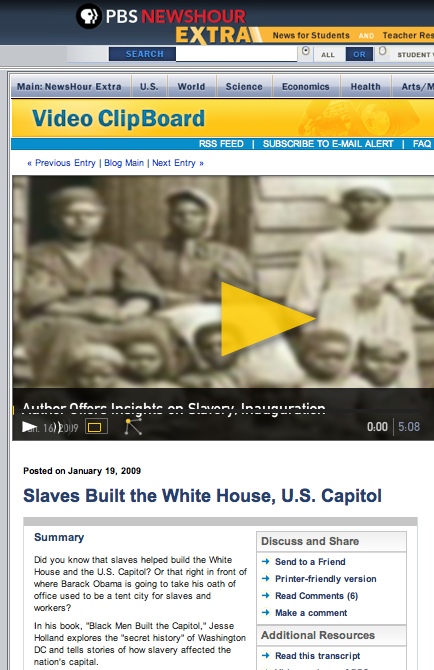 PBS NEWSHOUR
EXTRA
News for Students AND Teacher Res
SEARCH ALL OR STUDENT
Main: NewsHour Extra U.S. World Science Economics Health Arts/M
Video ClipBoard
RSS FEED | SUBSCRIBE TO E-MAIL ALERT | FAQ
« Previous Entry | Blog Main | Next Entry »
Author Offers Insights on Slavery, Inauguration
Jan. 16, 2009 0:00 5:08
Posted on January 19, 2009
Slaves Built the White House, U.S. Capitol
Summary
Did you know that slaves helped build the White
House and the U.S. Capitol? Or that right in front of
where Barack Obama is going to take his oath of
office used to be a tent city for slaves and
workers?
In his book, "Black Men Built the Capitol," Jesse
Holland explores the "secret history" of Washington
DC and tells stories of how slavery affected the
nation's capital.
Discuss and Share
Send to a Friend
Printer-friendly version
Read Comments (6)
Make a comment
Additional Resources
Read this transcript